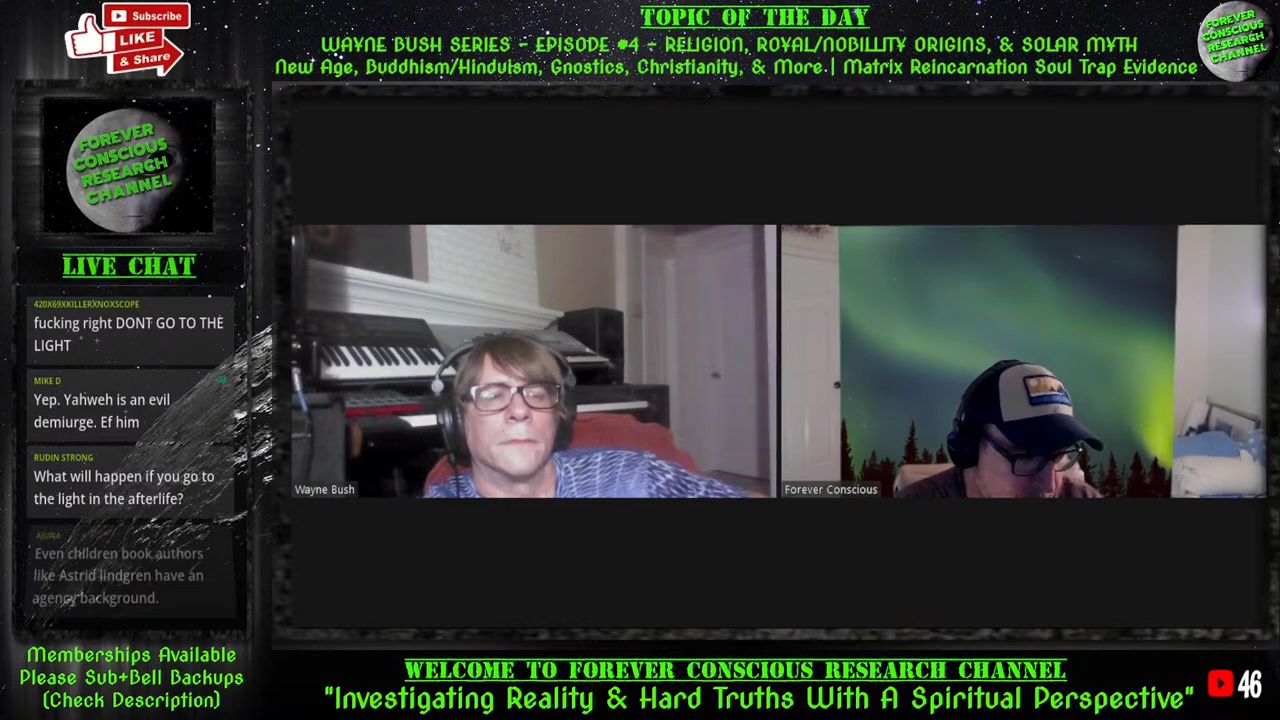 Subscribe
LIKE
& Share
TOPIC OF THE DAY
WAYNE BUSH SERIES - EPISODE #4 - RELIGION, ROYAL/NOBILLITY ORIGINS, & SOLAR MYTH
New Age, Buddhism/Hinduism, Gnostics, Christianity, & More | Matrix Reincarnation Soul Trap Evidence
FOREVER
CONSCIOUS
RESEARCH
CHANNEL
FOREVER
CONSCIOUS
RESEARCH
CHANNEL
LIVE CHAT
420X69XKILLERXNOXSCOPE
fucking right DONT GO TO THE
LIGHT
MIKE D
Yep. Yahweh is an evil
demiurge. Ef him
RUDIN STRONG
What will happen if you go to
the light in the afterlife?
AJUNA
Even children book authors
like Astrid lindgren have an
agency background.
Wayne Bush
Forever Conscious
Memberships Available
Please Sub+Bell Backups
(Check Description)
WELCOME TO FOREVER CONSCIOUS RESEARCH CHANNEL
"Investigating Reality & Hard Truths With A Spiritual Perspective"
46